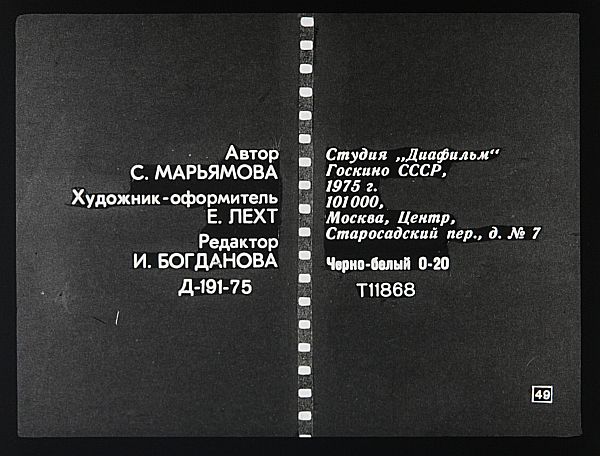 Автор
С. МАРЬЯМОВА
Художник-оформитель
Е. ЛЕХТ
Редактор
И. БОГДАНОВА
Д-191-75
Студия „Диафильм“
Госкино СССР,
1975 г.
101000,
Москва, Центр,
Старосадский пер., д. № 7
Черно-белый 0-20
Т11868
49